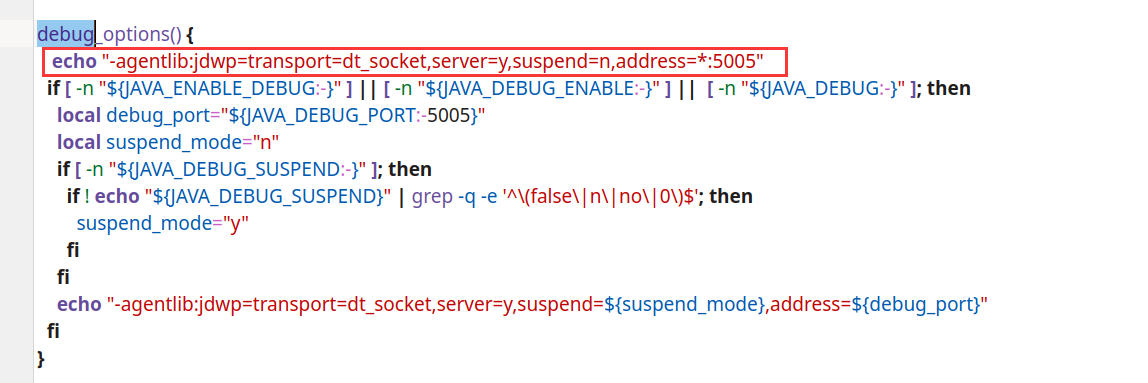 debug_options() {
echo "-agentlib:jdwp=transport=dt_socket,server=y,suspend=n,address=*:5005"
if [ -n "${JAVA_ENABLE_DEBUG:-}" ] || [ -n "${JAVA_DEBUG_ENABLE:-}" ] ||  [ -n "${JAVA_DEBUG:-}" ]; then
local debug_port="${JAVA_DEBUG_PORT:-5005}"
local suspend_mode="n"
if [ -n "${JAVA_DEBUG_SUSPEND:-}" ]; then
if ! echo "${JAVA_DEBUG_SUSPEND}" | grep -q -e '^\(false\|n\|no\|0\)$'; then
suspend_mode="y"
fi
fi
echo "-agentlib:jdwp=transport=dt_socket,server=y,suspend=${suspend_mode},address=${debug_port}"
fi
}